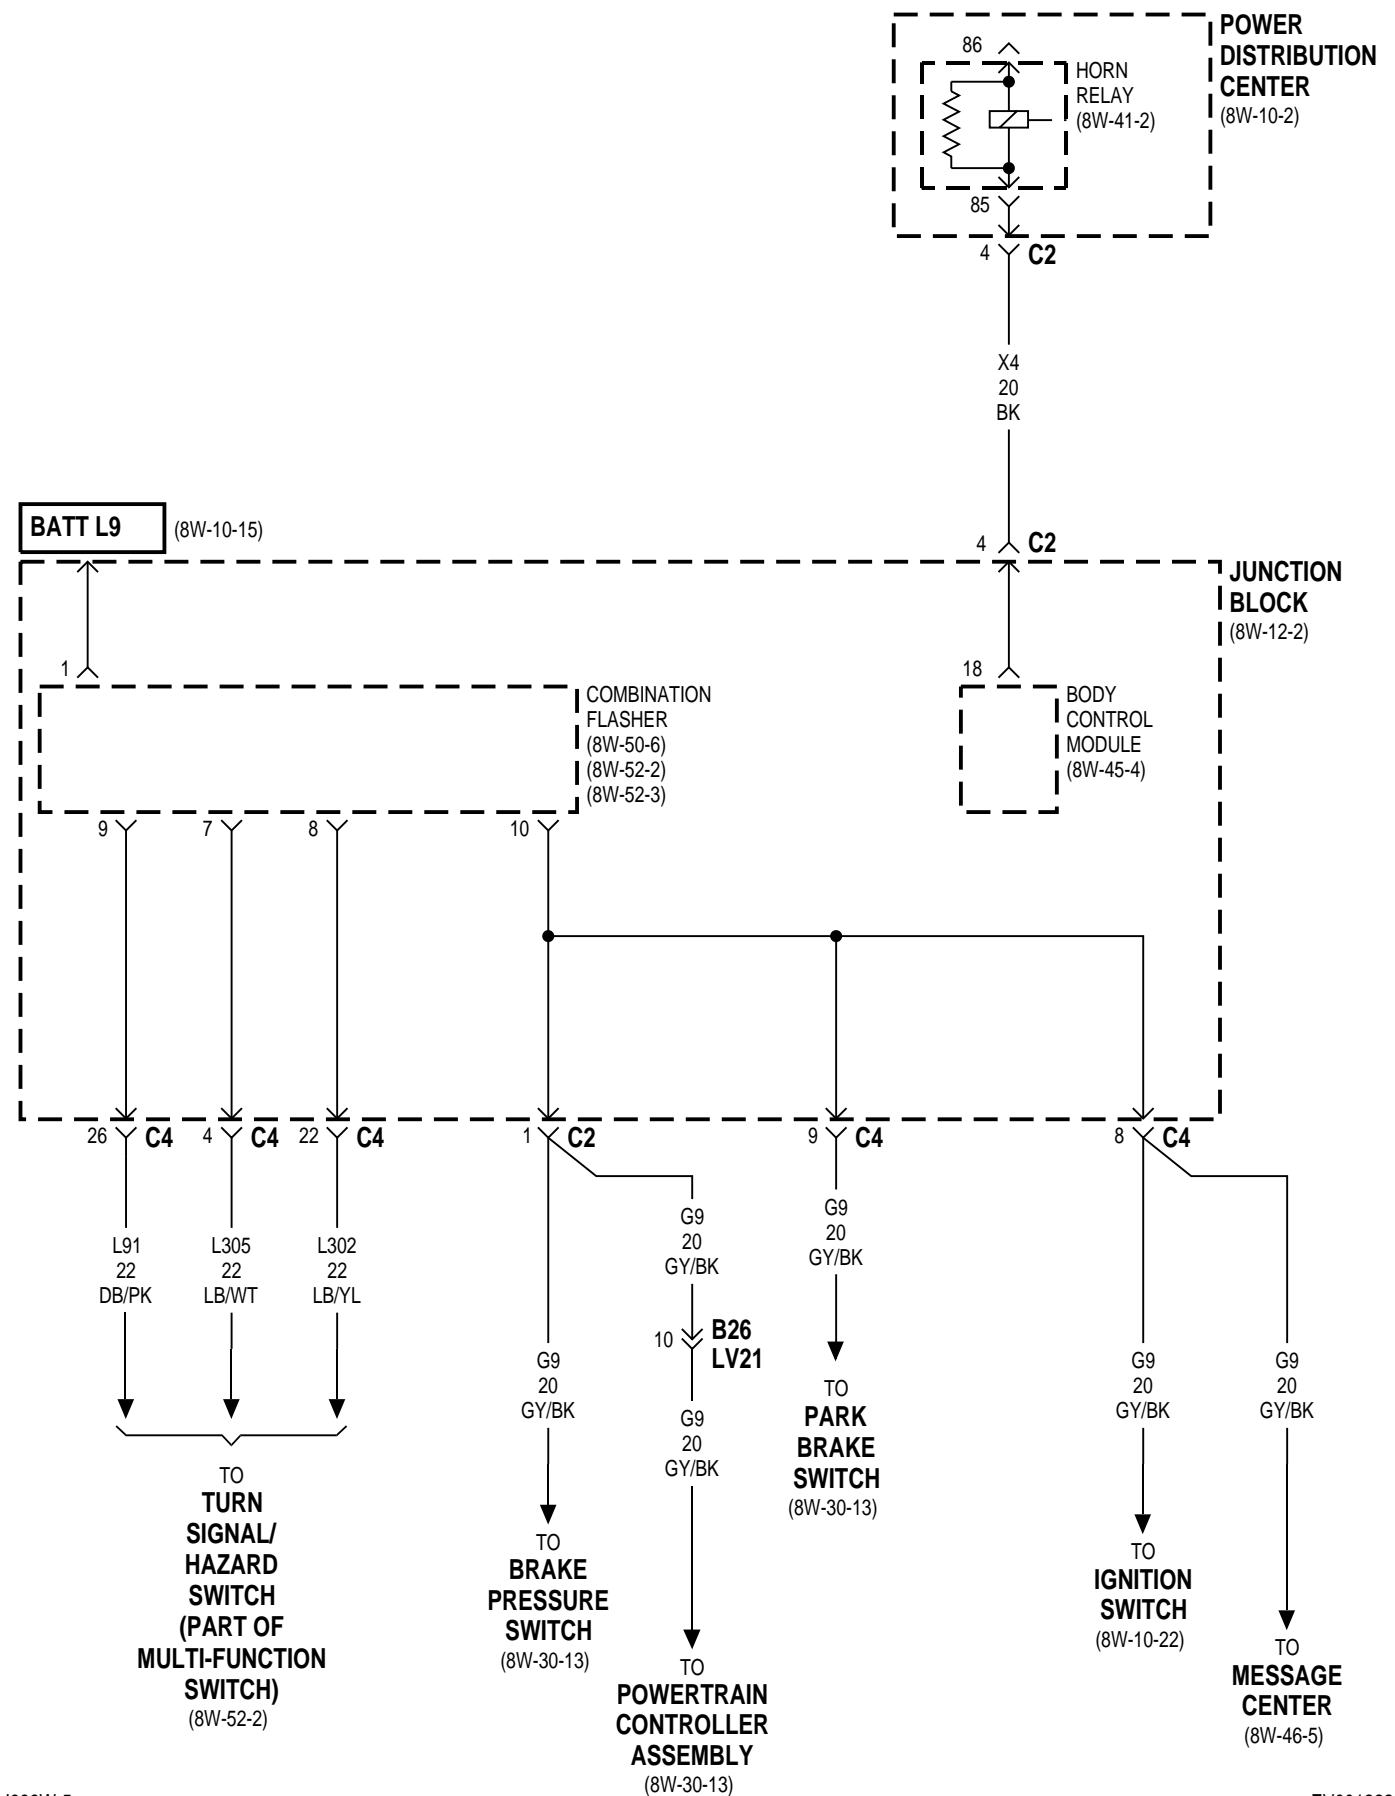 POWER
DISTRIBUTION
CENTER
(8W-10-2)
86
HORN
RELAY
(8W-41-2)
85
4 C2
X4
20
BK
BATT L9 (8W-10-15)
4 C2
JUNCTION
BLOCK
(8W-12-2)
1
18
COMBINATION
FLASHER
(8W-50-6)
(8W-52-2)
(8W-52-3)
BODY
CONTROL
MODULE
(8W-45-4)
9 7 8 10
26 C4 4 C4 22 C4 1 C2 9 C4 8 C4
L91
22
DB/PK
L305
22
LB/WT
L302
22
LB/YL
TO
TURN
SIGNAL/
HAZARD
SWITCH
(PART OF
MULTI-FUNCTION
SWITCH)
(8W-52-2)
G9
20
GY/BK
TO
BRAKE
PRESSURE
SWITCH
(8W-30-13)
G9
20
GY/BK
10 B26
LV21
G9
20
GY/BK
TO
POWERTRAIN
CONTROLLER
ASSEMBLY
(8W-30-13)
G9
20
GY/BK
TO
PARK
BRAKE
SWITCH
(8W-30-13)
G9
20
GY/BK
TO
IGNITION
SWITCH
(8W-10-22)
G9
20
GY/BK
TO
MESSAGE
CENTER
(8W-46-5)